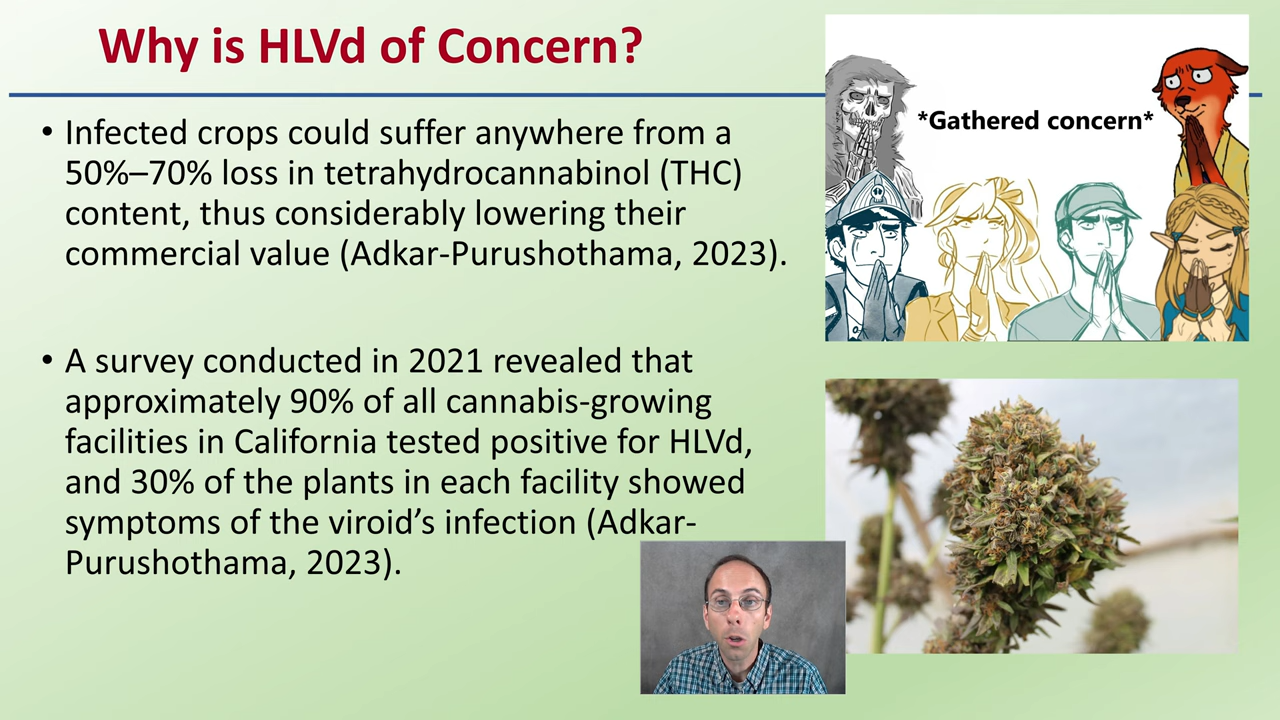 Why is HLVd of Concern?
• Infected crops could suffer anywhere from a
50%–70% loss in tetrahydrocannabinol (THC)
content, thus considerably lowering their
commercial value (Adkar-Purushothama, 2023).
• A survey conducted in 2021 revealed that
approximately 90% of all cannabis-growing
facilities in California tested positive for HLVd,
and 30% of the plants in each facility showed
symptoms of the viroid’s infection (Adkar-
Purushothama, 2023).
*Gathered concern*